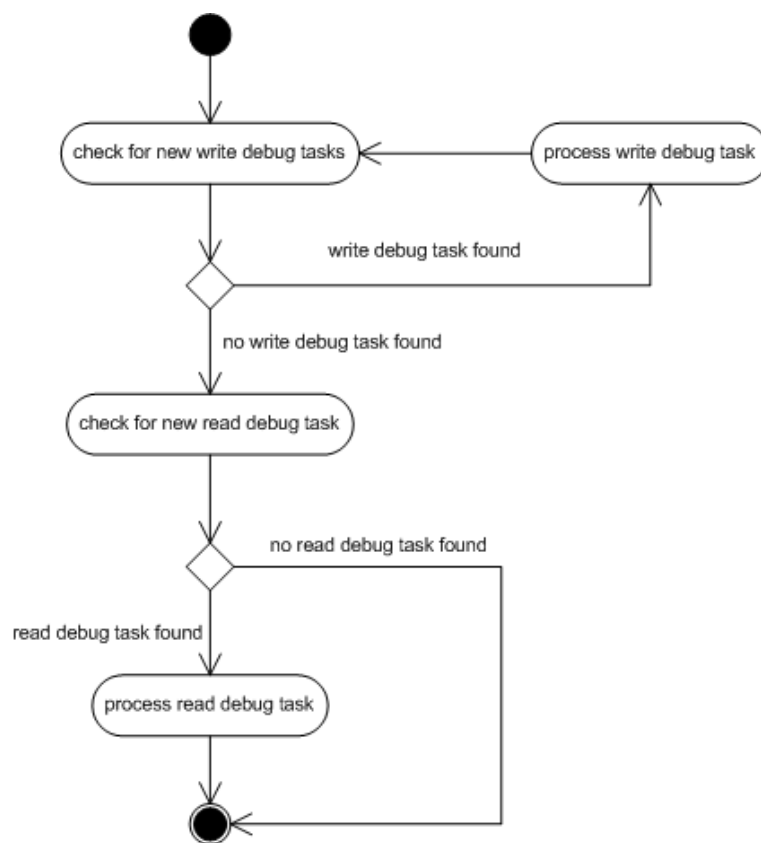 check for new write debug tasks
process write debug task
write debug task found
no write debug task found
check for new read debug task
no read debug task found
read debug task found
process read debug task